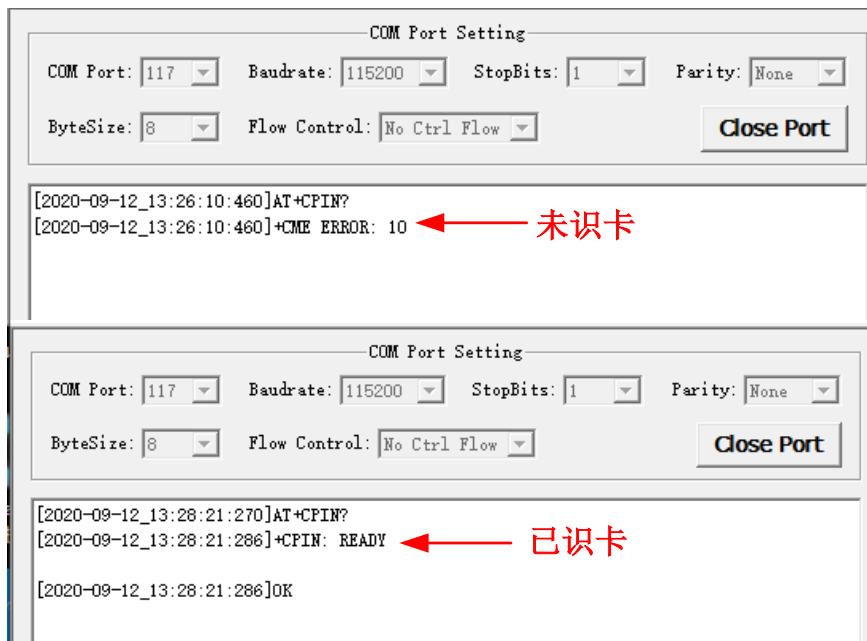 COM Port Setting
COM Port: 117 Baudrate: 115200 StopBits: 1 Parity: None
ByteSize: 8 Flow Control: No Ctrl Flow Close Port
[2020-09-12_13:26:10:460]AT+CPIN?
[2020-09-12_13:26:10:460]+CME ERROR: 10 未识卡
COM Port Setting
COM Port: 117 Baudrate: 115200 StopBits: 1 Parity: None
ByteSize: 8 Flow Control: No Ctrl Flow Close Port
[2020-09-12_13:28:21:270]AT+CPIN?
[2020-09-12_13:28:21:286]+CPIN: READY 已识卡
[2020-09-12_13:28:21:286]OK